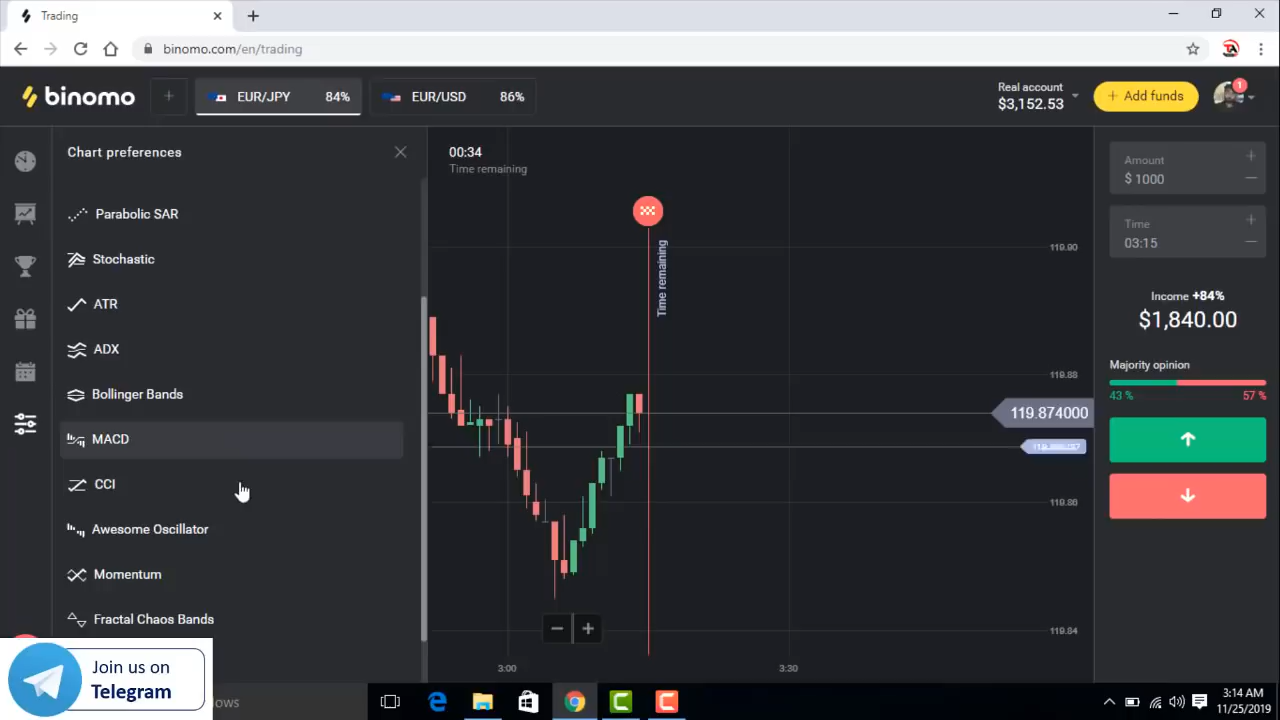 Trading
binomo.com/en/trading
binomo
EUR/JPY 84%
EUR/USD 86%
Real account
$3,152.53
+ Add funds
1
Chart preferences
Parabolic SAR
Stochastic
ATR
ADX
Bollinger Bands
MACD
CCI
Awesome Oscillator
Momentum
Fractal Chaos Bands
00:34
Time remaining
Time remaining
119.90
119.88
119.874000
119.86
119.84
3:00
3:30
Amount
$ 1000
Time
03:15
Income +84%
$1,840.00
Majority opinion
43 % 57 %
Join us on
Telegram
3:14 AM
11/25/2019